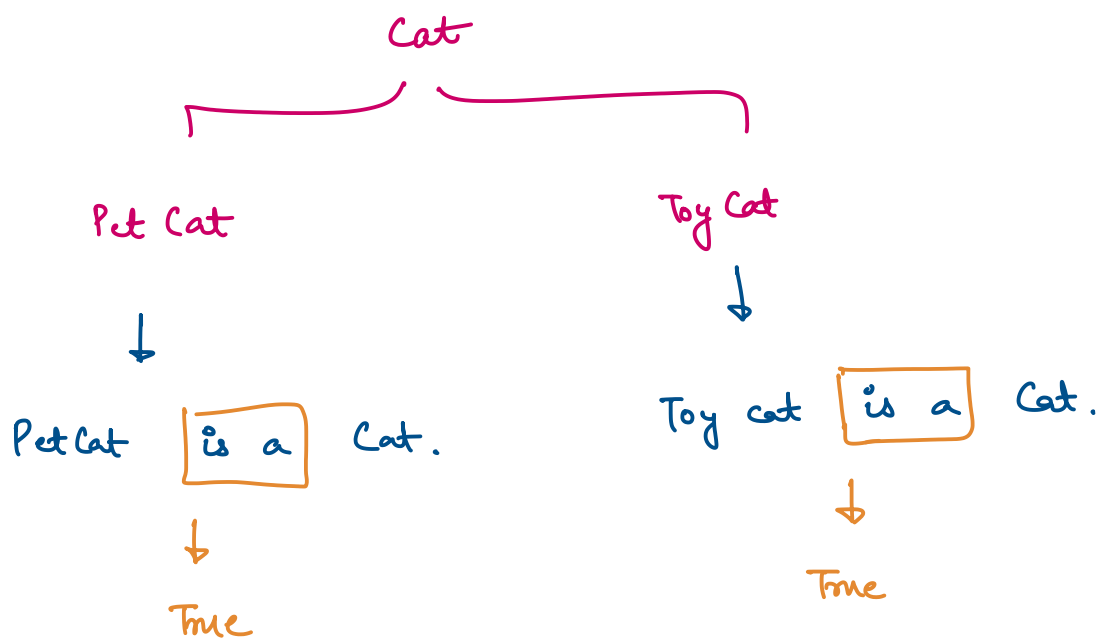 Cat
Pet Cat
Toy Cat
PetCat is a Cat.
Toy cat is a Cat.
True
True